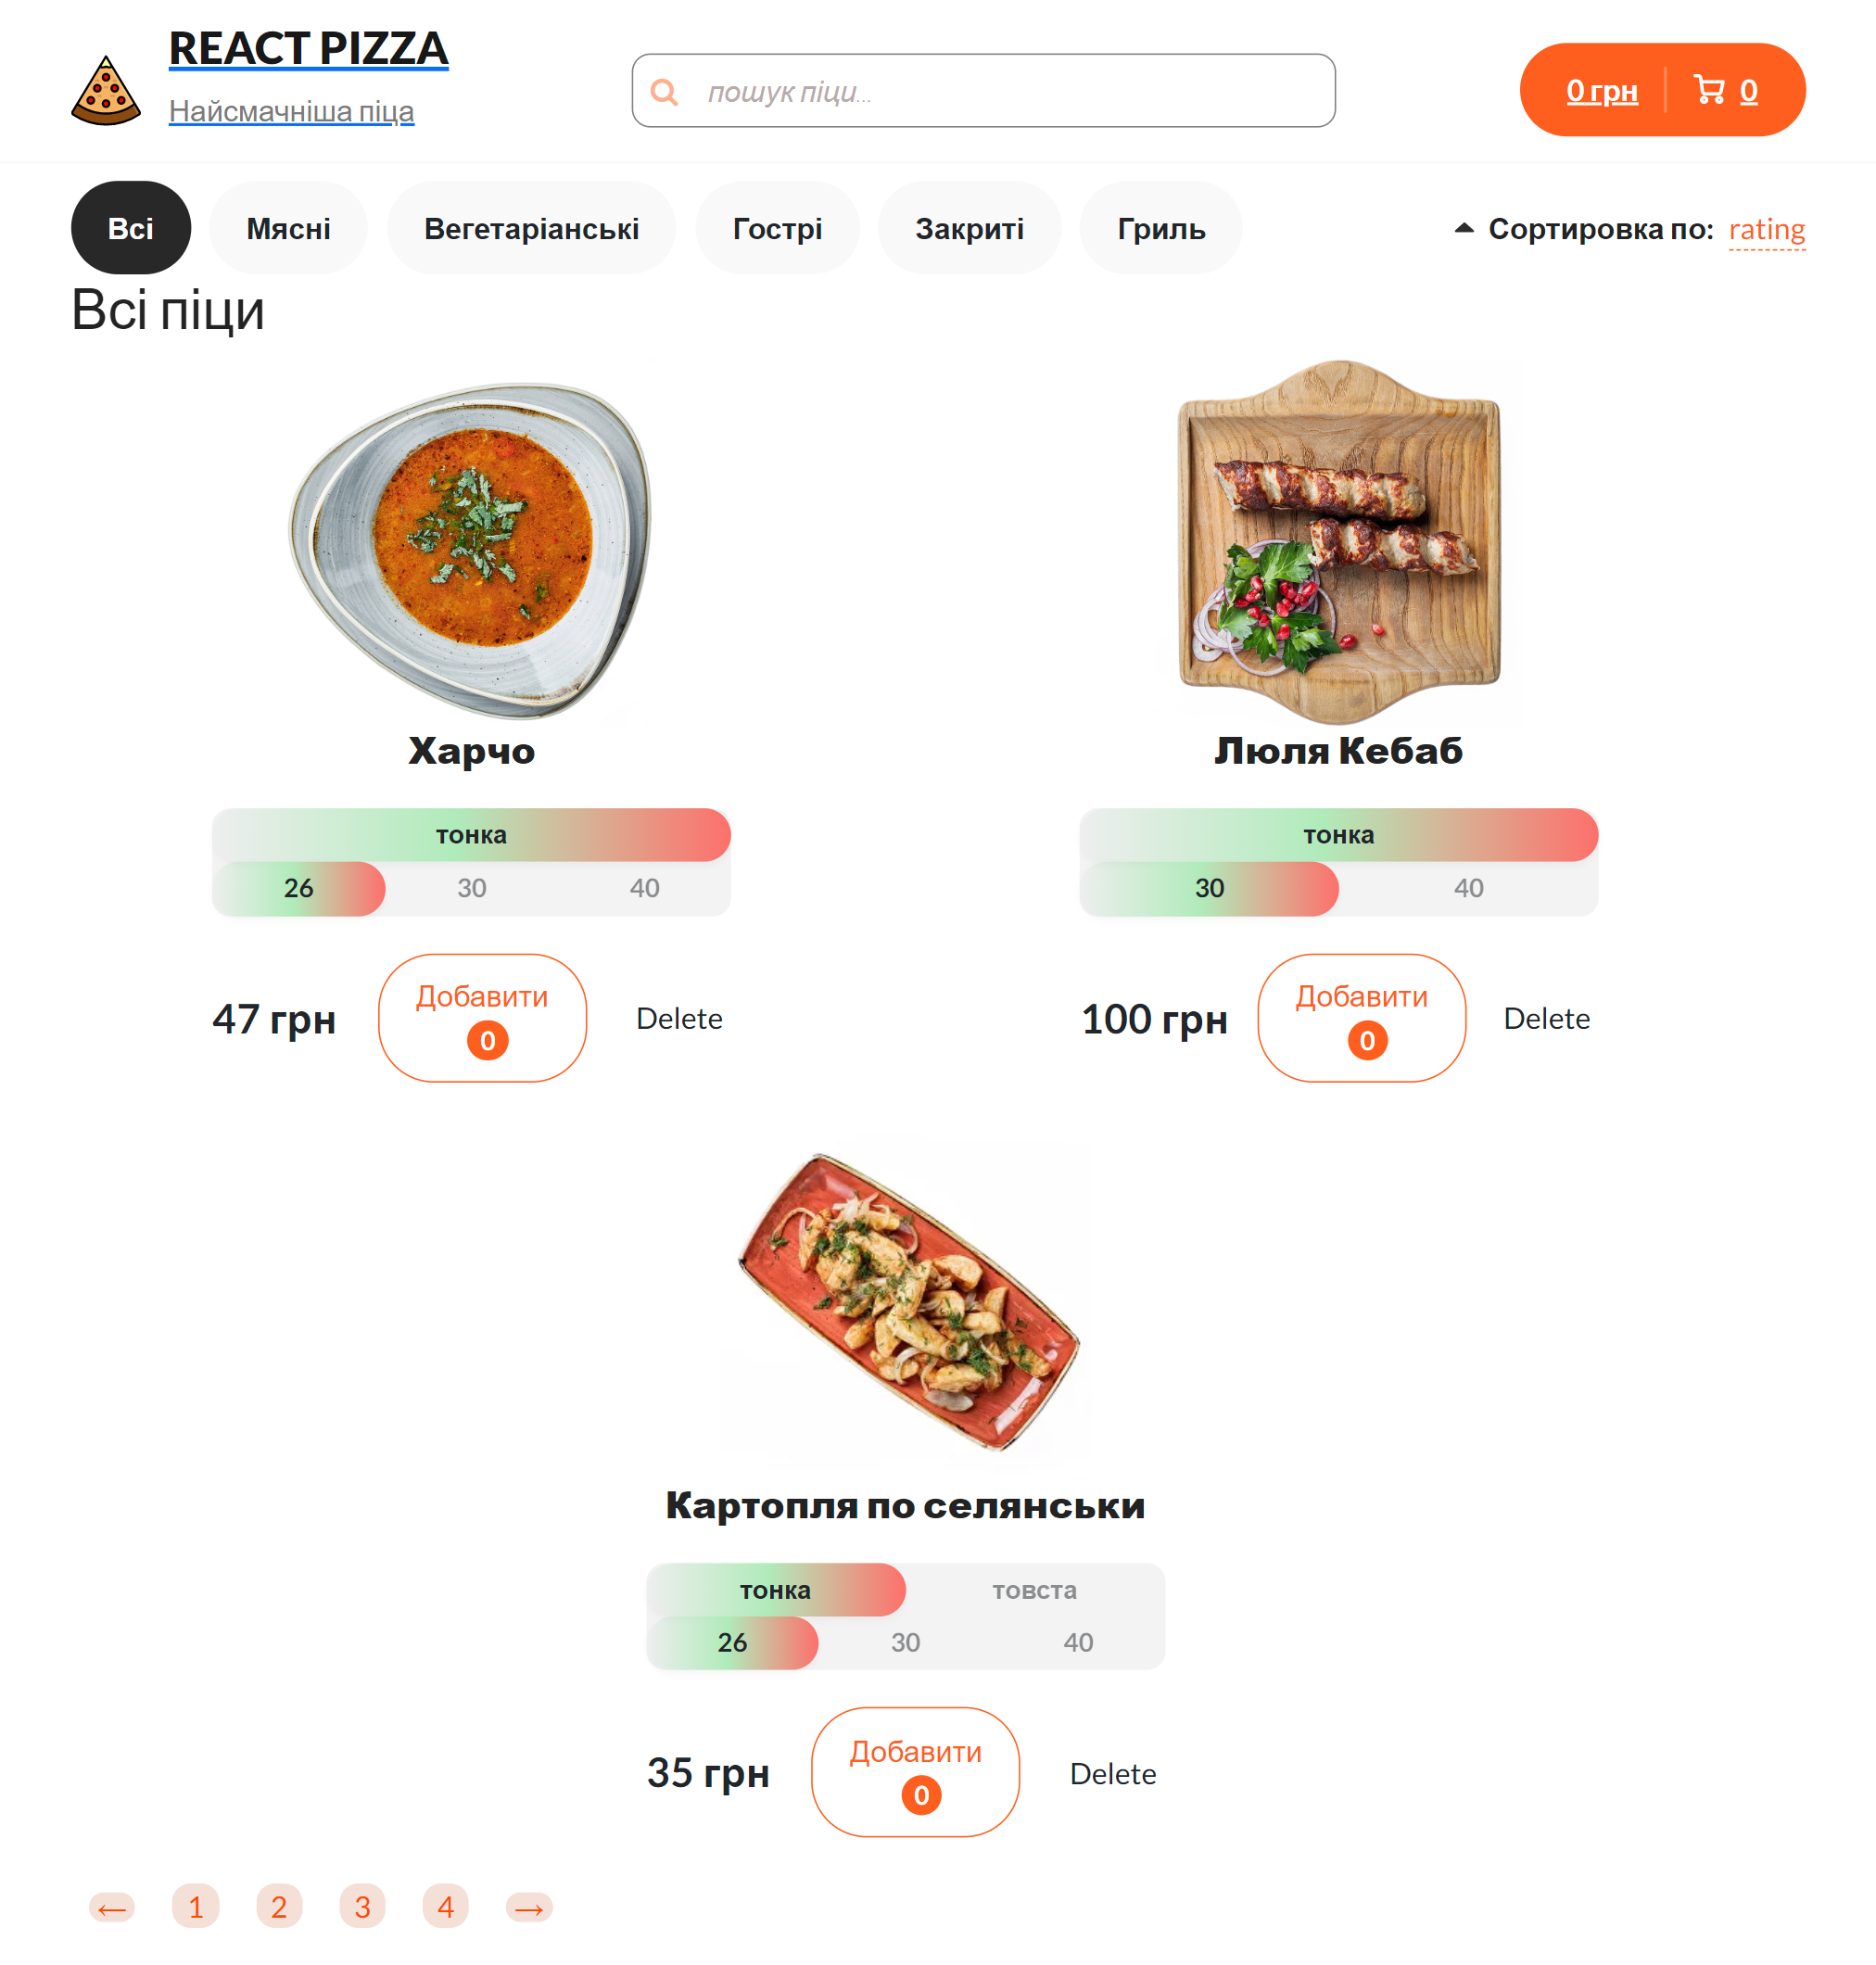 REACT PIZZA
Найсмачніша піца
пошук піци...
0 грн 0
Всі Мясні Вегетаріанські Гострі Закриті Гриль Сортировка по: rating
Всі піци
Харчо
тонка
26 30 40
47 грн Добавити 0 Delete
Люля Кебаб
тонка
30 40
100 грн Добавити 0 Delete
Картопля по селянськи
тонка товста
26 30 40
35 грн Добавити 0 Delete
← 1 2 3 4 →